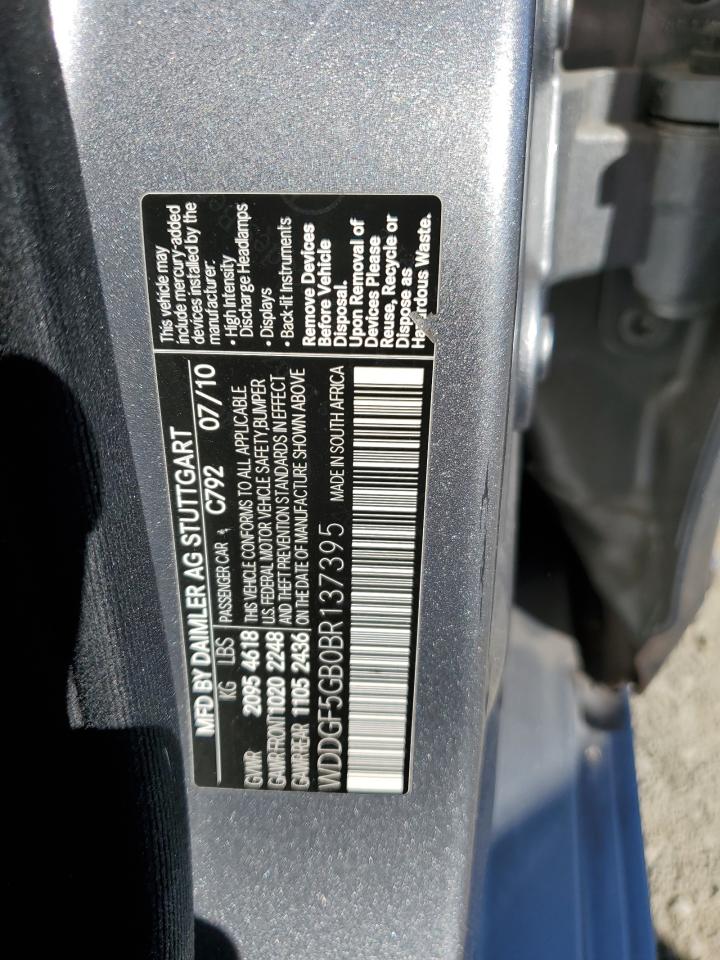 MFD BY DAIMLER AG STUTTGART
KG LBS PASSENGER CAR C792 07/10
GVWR 2095 4618 THIS VEHICLE CONFORMS TO ALL APPLICABLE
GAWR FRONT 1020 2248 U.S. FEDERAL MOTOR VEHICLE SAFETY, BUMPER
GAWR REAR 1105 2436 AND THEFT PREVENTION STANDARDS IN EFFECT
ON THE DATE OF MANUFACTURE SHOWN ABOVE
WDDGF5GB0BR137395 MADE IN SOUTH AFRICA
This vehicle may
include mercury-added
devices installed by the
manufacturer:
• High Intensity
Discharge Headlamps
• Displays
• Back-lit Instruments
Remove Devices
Before Vehicle
Disposal.
Upon Removal of
Devices Please
Reuse, Recycle or
Dispose as
Hazardous Waste.